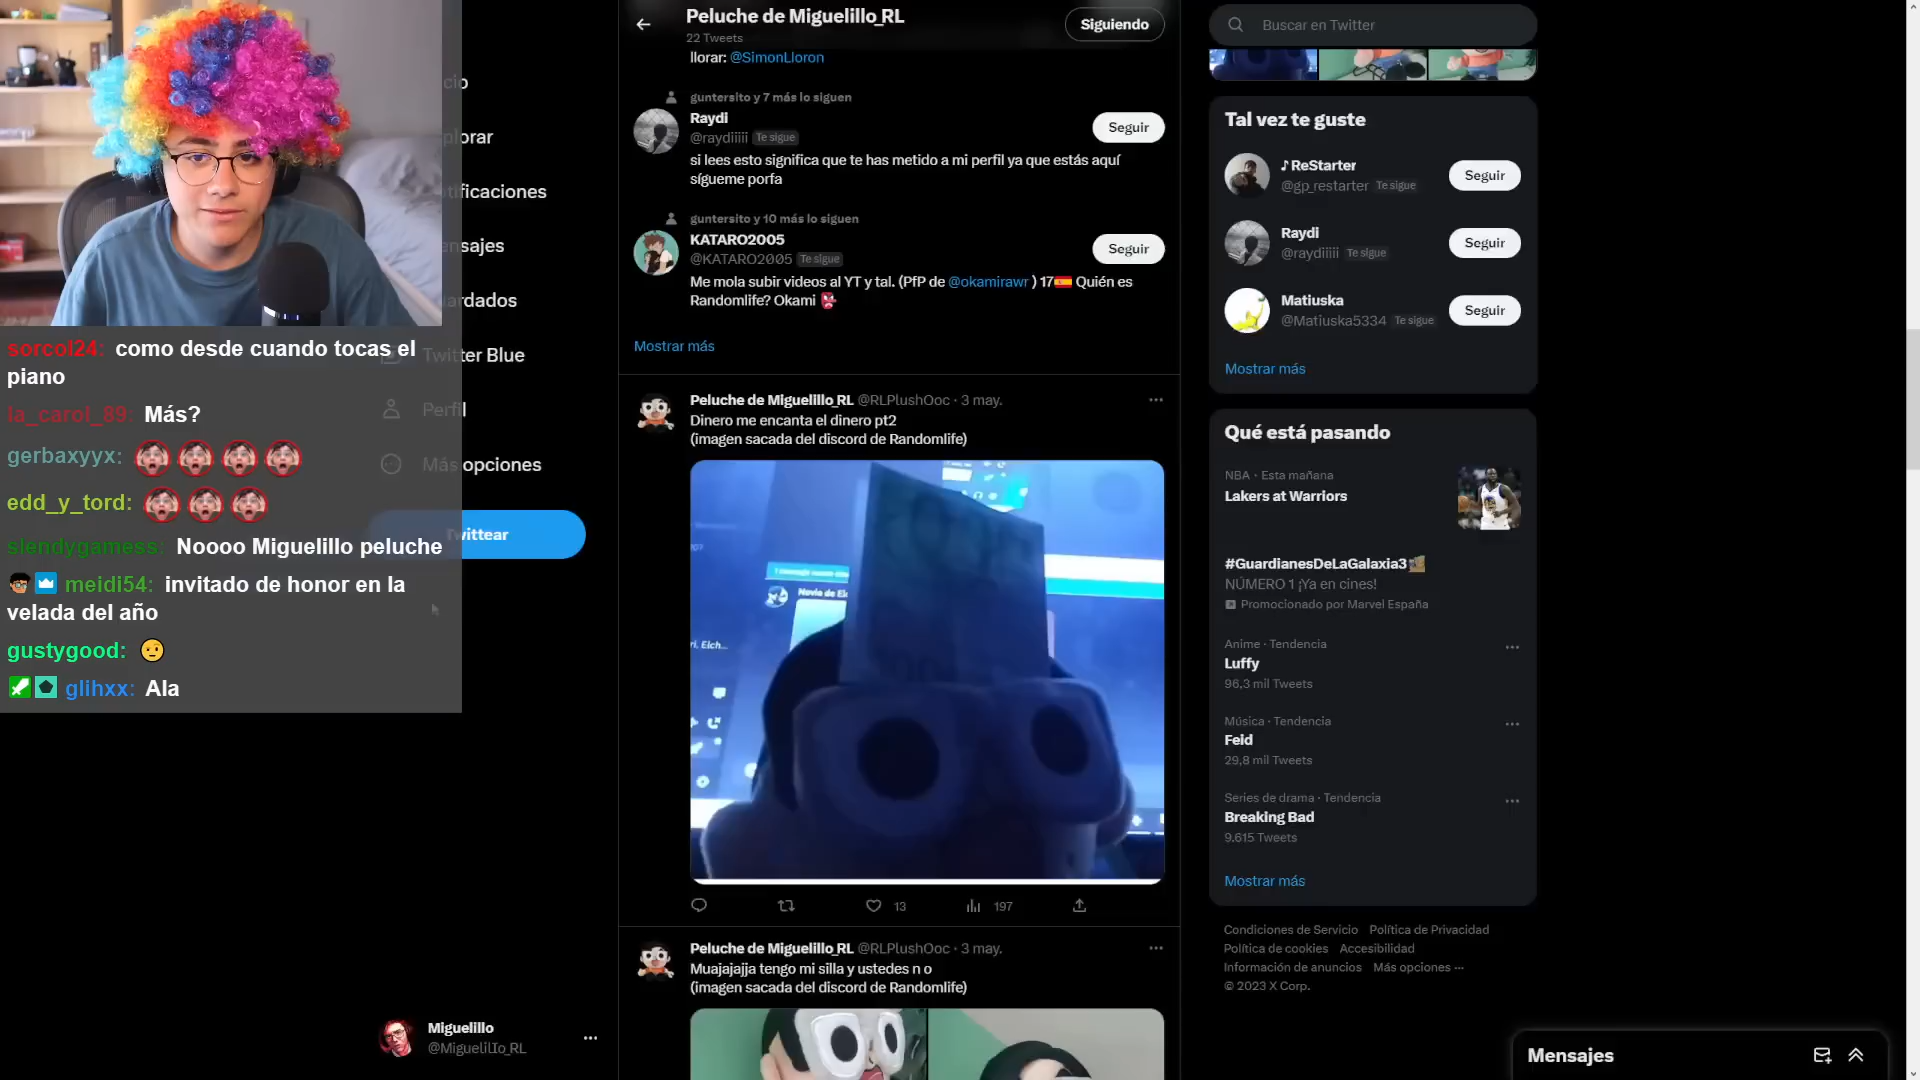 Peluche de Miguelillo_RL
22 Tweets
Siguiendo
llorar: @SimonLloron
guntersito y 7 más lo siguen
Raydi
@raydiiiii Te sigue
Seguir
si lees esto significa que te has metido a mi perfil ya que estás aquí
sígueme porfa
guntersito y 10 más lo siguen
KATARO2005
@KATARO2005 Te sigue
Seguir
Me mola subir videos al YT y tal. (PfP de @okamirawr ) 17🇪🇸 Quién es
Randomlife? Okami 👺
Mostrar más
Peluche de Miguelillo_RL @RLPlushOoc · 3 may.
Dinero me encanta el dinero pt2
(imagen sacada del discord de Randomlife)
13
197
Peluche de Miguelillo_RL @RLPlushOoc · 3 may.
Muajajajja tengo mi silla y ustedes n o
(imagen sacada del discord de Randomlife)
cio
plorar
tificaciones
ensajes
ardados
Twitter Blue
Perfil
Más opciones
Twittear
sorcol24: como desde cuando tocas el
piano
la_carol_89: Más?
gerbaxyyx:
edd_y_tord:
slendygamess: Noooo Miguelillo peluche
meidi54: invitado de honor en la
velada del año
gustygood: 
glihxx: Ala
Miguelillo
@MiguelilIo_RL
Buscar en Twitter
Tal vez te guste
♪ ReStarter
@gp_restarter Te sigue
Seguir
Raydi
@raydiiiii Te sigue
Seguir
Matiuska
@Matiuska5334 Te sigue
Seguir
Mostrar más
Qué está pasando
NBA · Esta mañana
Lakers at Warriors
#GuardianesDeLaGalaxia3
NÚMERO 1 ¡Ya en cines!
Promocionado por Marvel España
Anime · Tendencia
Luffy
96,3 mil Tweets
Música · Tendencia
Feid
29,8 mil Tweets
Series de drama · Tendencia
Breaking Bad
9.615 Tweets
Mostrar más
Condiciones de Servicio Política de Privacidad
Política de cookies Accesibilidad
Información de anuncios Más opciones ···
© 2023 X Corp.
Mensajes